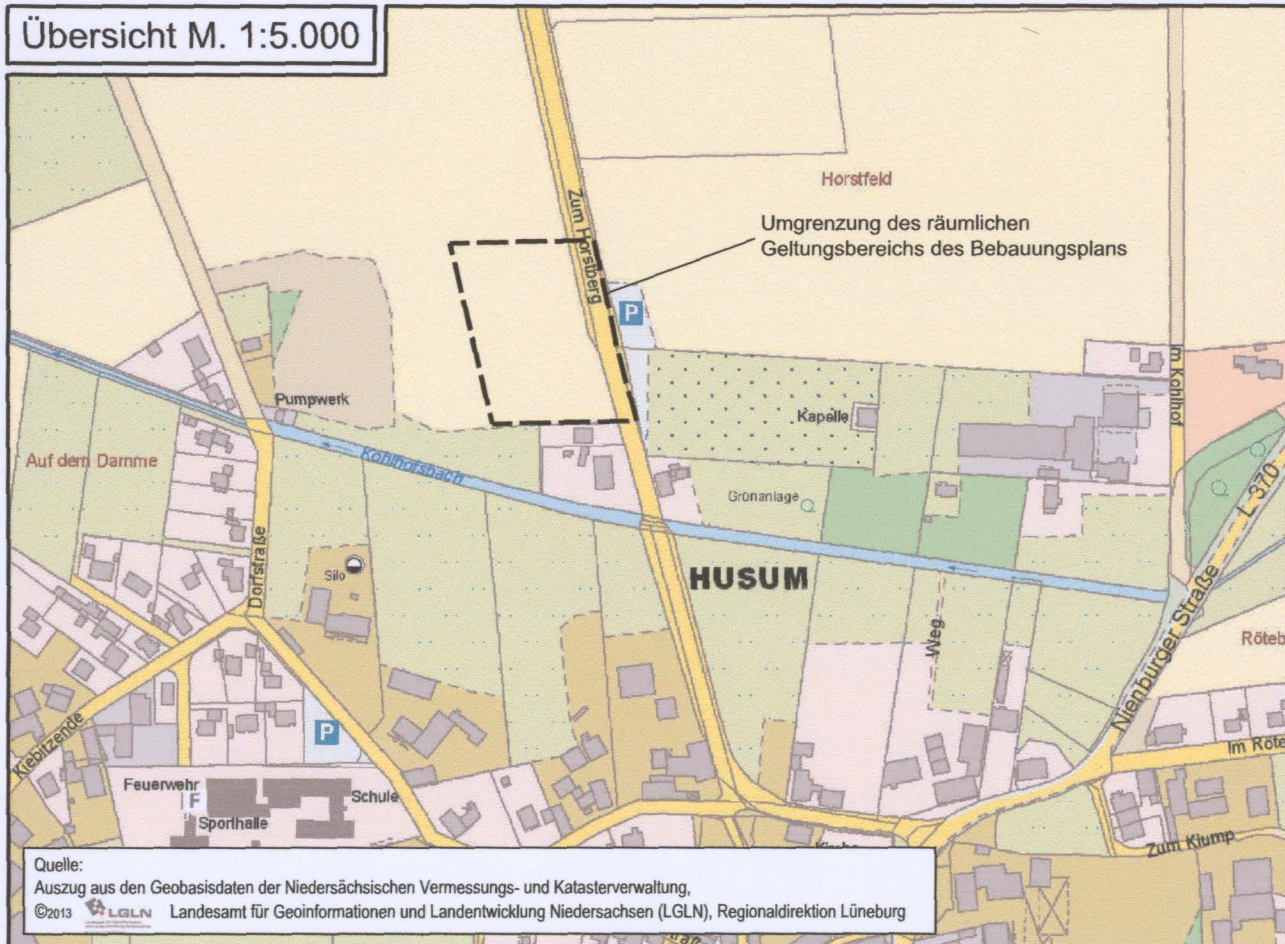 Übersicht M. 1:5.000
Horstfeld
Zum Horstberg
Umgrenzung des räumlichen
Geltungsbereichs des Bebauungsplans
P
Im Kohlhof
Pumpwerk
Kapelle
Auf dem Damme
Kohlhofsbach
Grünanlage
L 370
Dorfstraße
Silo
HUSUM
Weg
Nienburger Straße
Röteb
Kiebitzende
P
Im Röte
Feuerwehr
F
Schule
Sporthalle
Zum Klump
Kirche
Quelle:
Auszug aus den Geobasisdaten der Niedersächsischen Vermessungs- und Katasterverwaltung,
©2013 LGLN Landesamt für Geoinformationen und Landentwicklung Niedersachsen (LGLN), Regionaldirektion Lüneburg